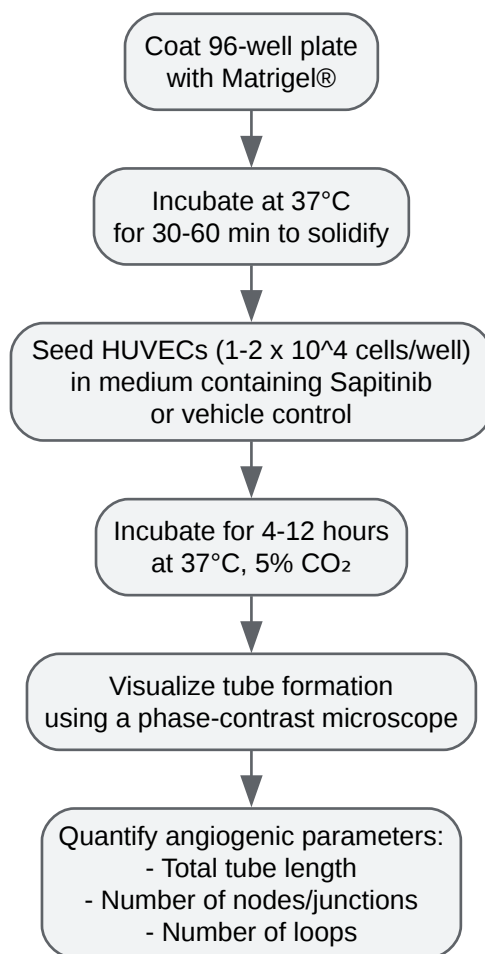 Coat 96-well plate
with Matrigel®
Incubate at 37°C
for 30-60 min to solidify
Seed HUVECs (1-2 x 10^4 cells/well)
in medium containing Sapitinib
or vehicle control
Incubate for 4-12 hours
at 37°C, 5% CO₂
Visualize tube formation
using a phase-contrast microscope
Quantify angiogenic parameters:
- Total tube length
- Number of nodes/junctions
- Number of loops